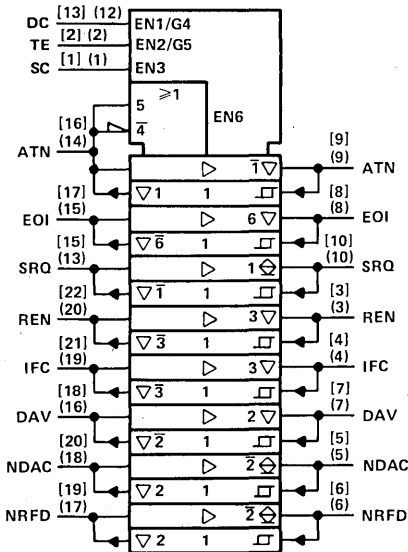 DC [13] (12) EN1/G4
TE [2] (2) EN2/G5
SC [1] (1) EN3
≥1
5
EN6
[16] 4̅
ATN (14) [9]
▷ 1̅ ▽ (9) ATN
[17] ▽ 1 1 [8]
EOI (15) ▷ 6 ▽ (8) EOI
[15] ▽ 6̅ 1 [10]
SRQ (13) ▷ 1 (10) SRQ
[22] ▽ 1̅ 1 [3]
REN (20) ▷ 3 ▽ (3) REN
[21] ▽ 3̅ 1 [4]
IFC (19) ▷ 3 ▽ (4) IFC
[18] ▽ 3̅ 1 [7]
DAV (16) ▷ 2 ▽ (7) DAV
[20] ▽ 2̅ 1 [5]
NDAC (18) ▷ 2̅ (5) NDAC
[19] ▽ 2 1 [6]
NRFD (17) ▷ 2̅ (6) NRFD
▽ 2 1